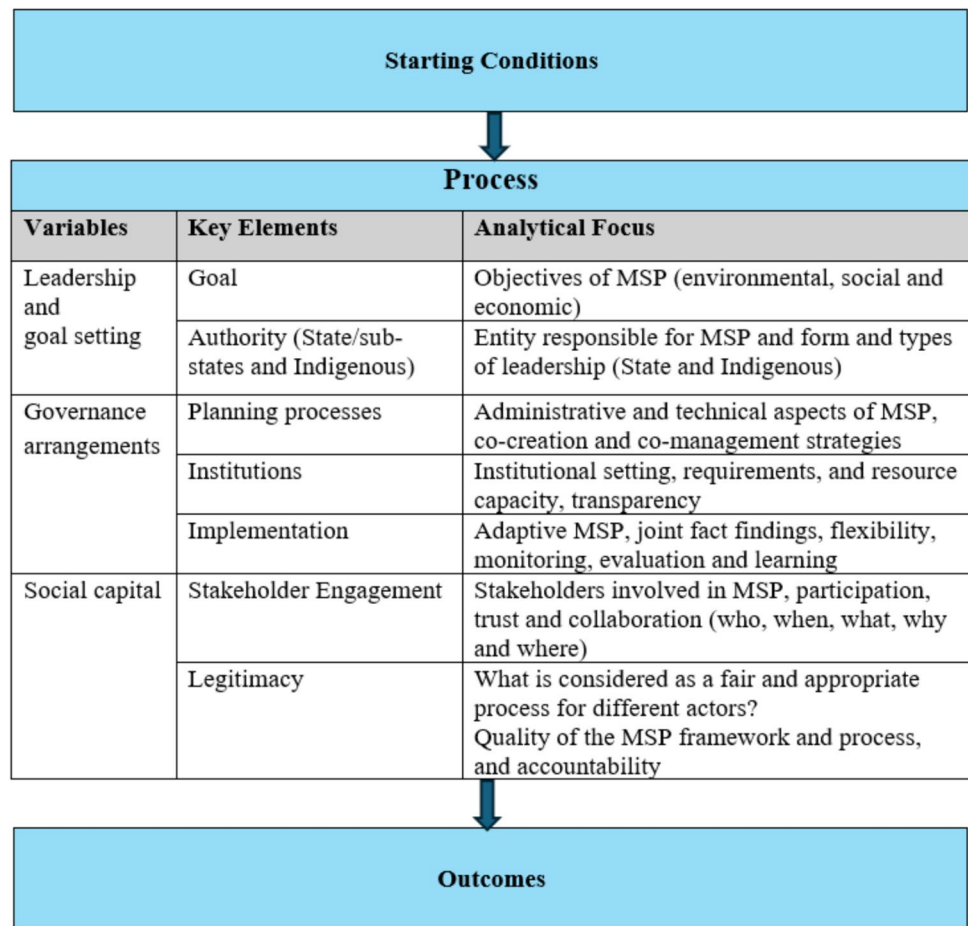 Starting Conditions
Process
Variables Key Elements Analytical Focus
Leadership
and
goal setting
Goal
Objectives of MSP (environmental, social and
economic)
Authority (State/sub-
states and Indigenous)
Entity responsible for MSP and form and types
of leadership (State and Indigenous)
Governance
arrangements
Planning processes
Administrative and technical aspects of MSP,
co-creation and co-management strategies
Institutions
Institutional setting, requirements, and resource
capacity, transparency
Implementation
Adaptive MSP, joint fact findings, flexibility,
monitoring, evaluation and learning
Social capital
Stakeholder Engagement
Stakeholders involved in MSP, participation,
trust and collaboration (who, when, what, why
and where)
Legitimacy
What is considered as a fair and appropriate
process for different actors?
Quality of the MSP framework and process,
and accountability
Outcomes